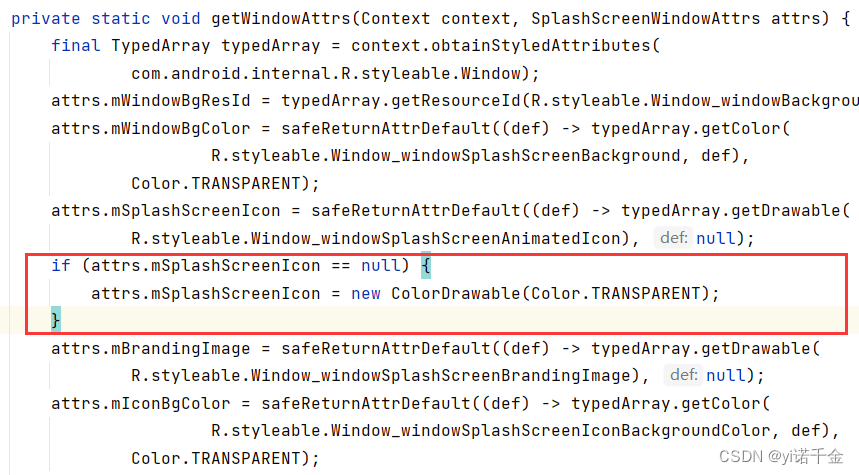 private static void getWindowAttrs(Context context, SplashScreenWindowAttrs attrs) {
final TypedArray typedArray = context.obtainStyledAttributes(
com.android.internal.R.styleable.Window);
attrs.mWindowBgResId = typedArray.getResourceId(R.styleable.Window_windowBackgroun
attrs.mWindowBgColor = safeReturnAttrDefault((def) -> typedArray.getColor(
R.styleable.Window_windowSplashScreenBackground, def),
Color.TRANSPARENT);
attrs.mSplashScreenIcon = safeReturnAttrDefault((def) -> typedArray.getDrawable(
R.styleable.Window_windowSplashScreenAnimatedIcon), def: null);
if (attrs.mSplashScreenIcon == null) {
attrs.mSplashScreenIcon = new ColorDrawable(Color.TRANSPARENT);
}
attrs.mBrandingImage = safeReturnAttrDefault((def) -> typedArray.getDrawable(
R.styleable.Window_windowSplashScreenBrandingImage), def: null);
attrs.mIconBgColor = safeReturnAttrDefault((def) -> typedArray.getColor(
R.styleable.Window_windowSplashScreenIconBackgroundColor, def),
Color.TRANSPARENT);
CSDN @yi诺千金